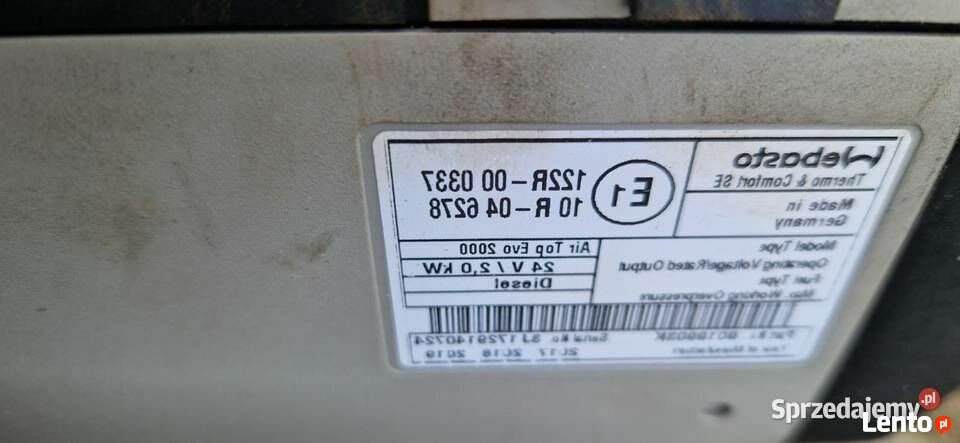 Webasto
Thermo & Comfort SE
Made in
Germany
E1
122R – 00 0337
10 R – 04 6278
Model Type Air Top Evo 2000
Operating Voltage/Rated Output 24 V / 2,0 kW
Fuel Type Diesel
Max. Working Overpressure
Serial No.
Year of Manufacture 2017 2018 2019
Sprzedajemy.pl
Lento.pl